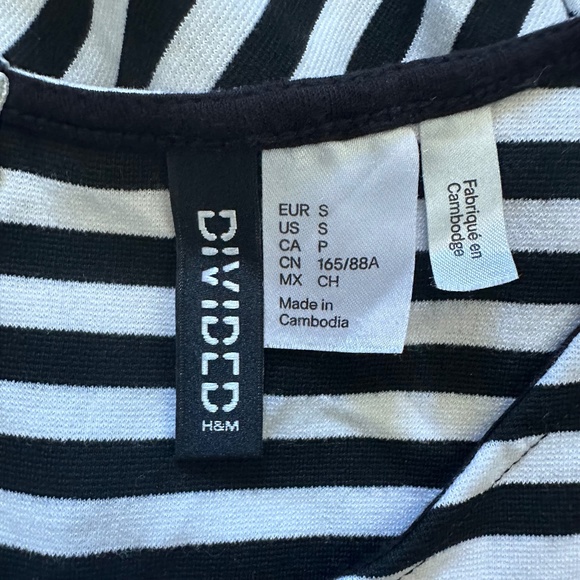 DIVIDED
H&M
EUR S
US S
CA P
CN 165/88A
MX CH
Made in
Cambodia
Fabriqué en
Cambodge